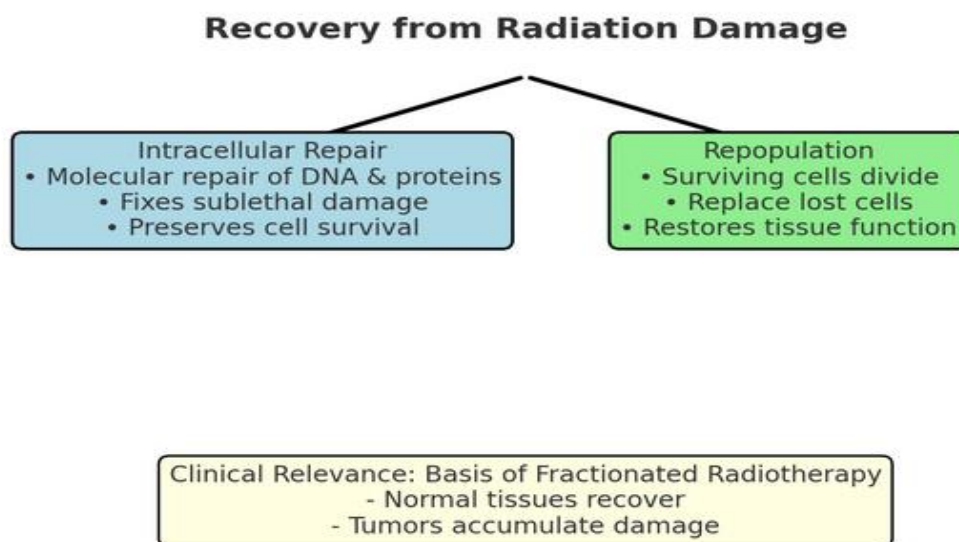 Recovery from Radiation Damage
Intracellular Repair
• Molecular repair of DNA & proteins
• Fixes sublethal damage
• Preserves cell survival
Repopulation
• Surviving cells divide
• Replace lost cells
• Restores tissue function
Clinical Relevance: Basis of Fractionated Radiotherapy
- Normal tissues recover
- Tumors accumulate damage